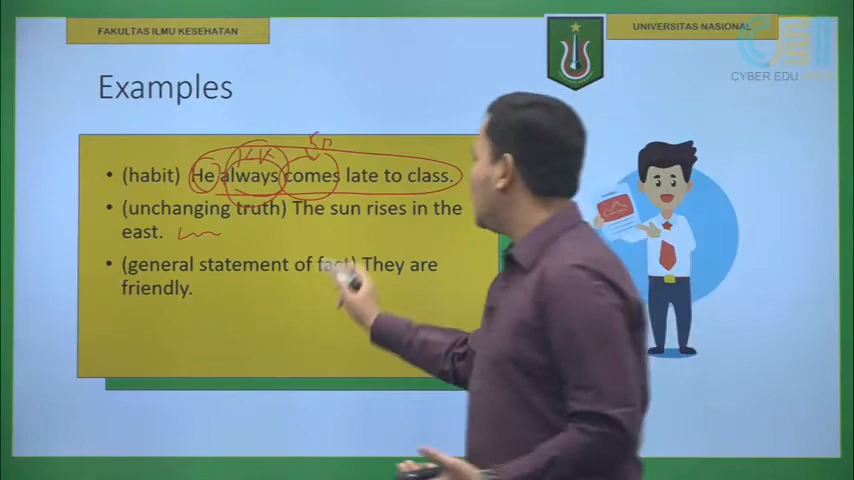 FAKULTAS ILMU KESEHATAN
UNIVERSITAS NASIONAL
CYBER EDU
Examples
• (habit) He always comes late to class.
• (unchanging truth) The sun rises in the
east.
• (general statement of fact) They are
friendly.